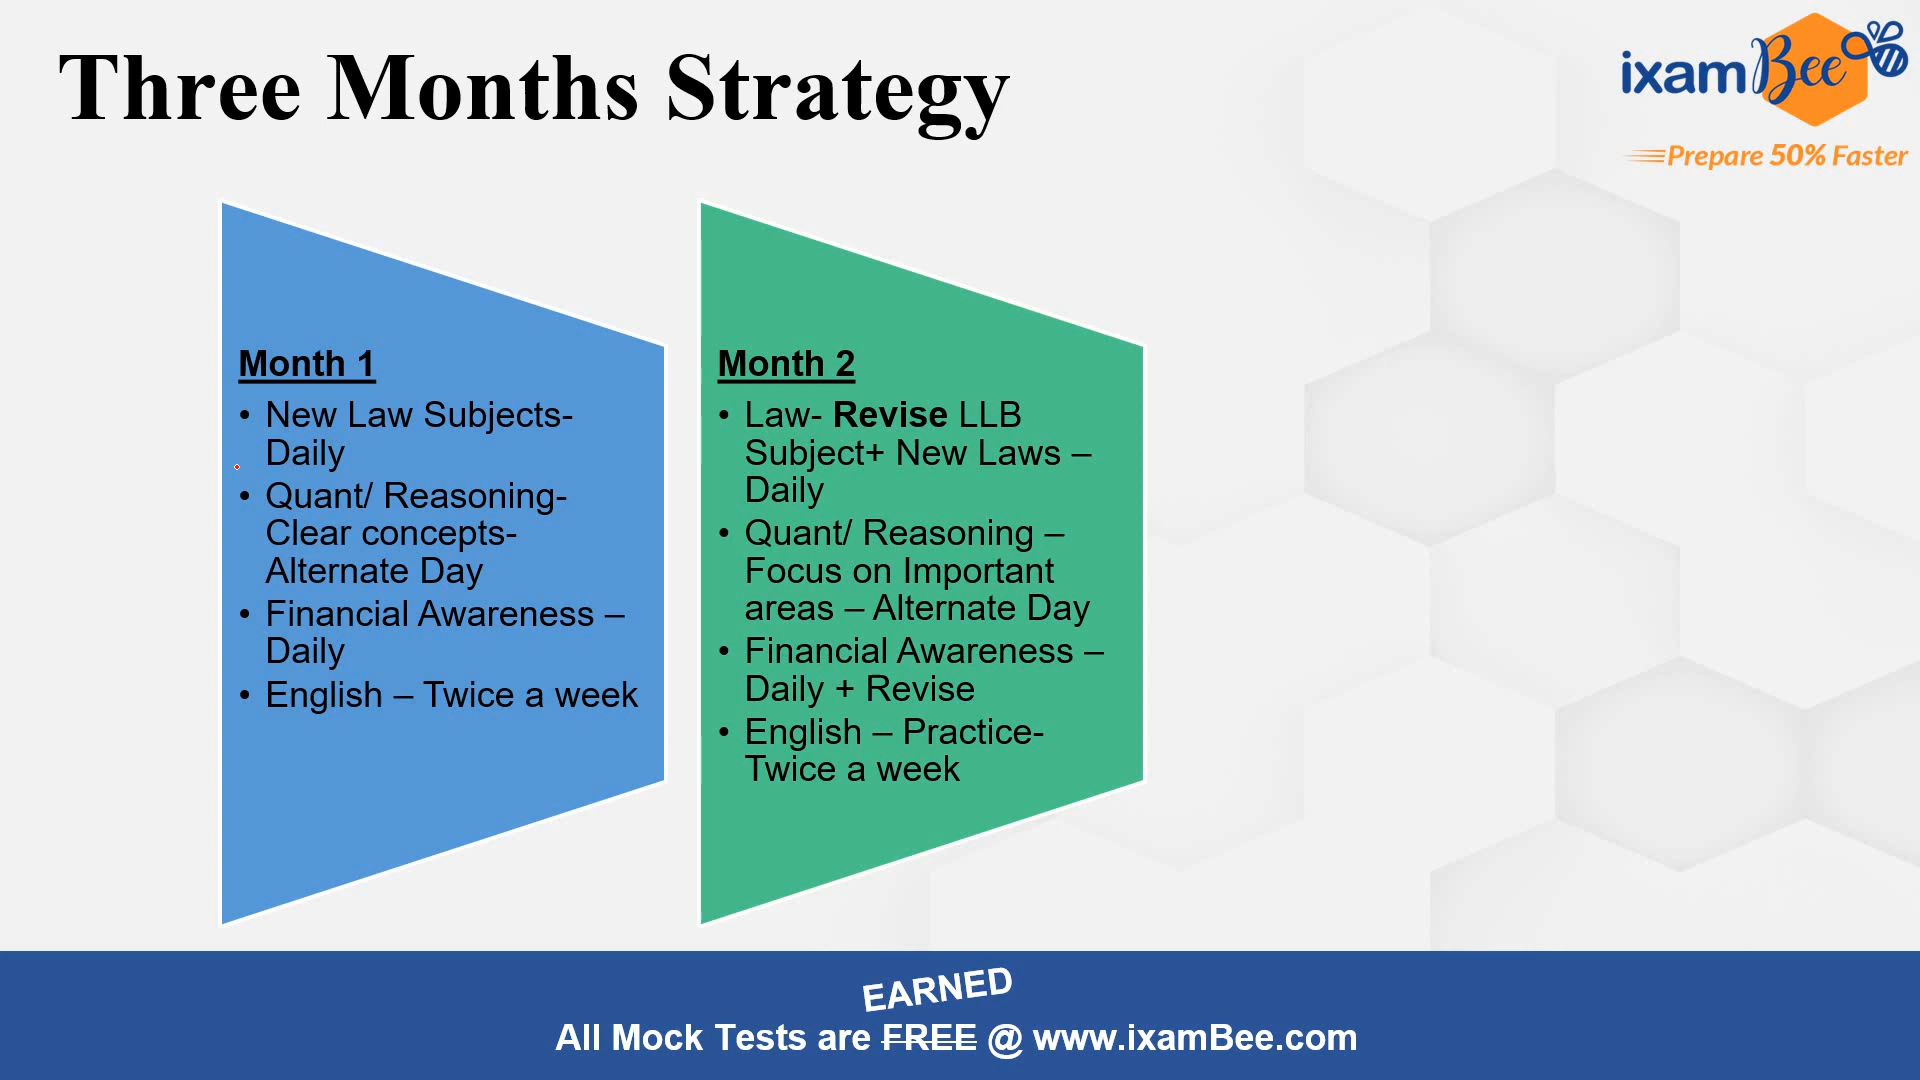 Three Months Strategy
ixamBee
Prepare 50% Faster
Month 1
• New Law Subjects-
Daily
• Quant/ Reasoning-
Clear concepts-
Alternate Day
• Financial Awareness –
Daily
• English – Twice a week
Month 2
• Law- Revise LLB
Subject+ New Laws –
Daily
• Quant/ Reasoning –
Focus on Important
areas – Alternate Day
• Financial Awareness –
Daily + Revise
• English – Practice-
Twice a week
EARNED
All Mock Tests are FREE @ www.ixamBee.com